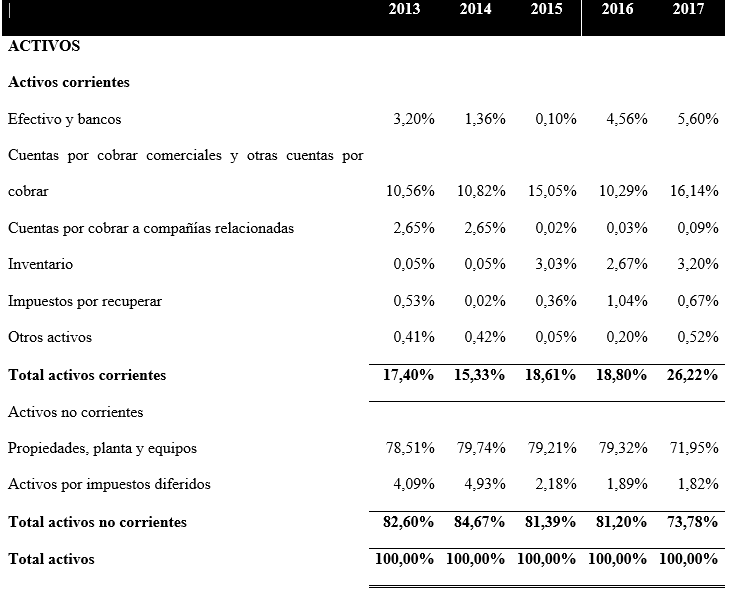 2013 2014 2015 2016 2017
ACTIVOS
Activos corrientes
Efectivo y bancos 3,20% 1,36% 0,10% 4,56% 5,60%
Cuentas por cobrar comerciales y otras cuentas por
cobrar 10,56% 10,82% 15,05% 10,29% 16,14%
Cuentas por cobrar a compañías relacionadas 2,65% 2,65% 0,02% 0,03% 0,09%
Inventario 0,05% 0,05% 3,03% 2,67% 3,20%
Impuestos por recuperar 0,53% 0,02% 0,36% 1,04% 0,67%
Otros activos 0,41% 0,42% 0,05% 0,20% 0,52%
Total activos corrientes 17,40% 15,33% 18,61% 18,80% 26,22%
Activos no corrientes
Propiedades, planta y equipos 78,51% 79,74% 79,21% 79,32% 71,95%
Activos por impuestos diferidos 4,09% 4,93% 2,18% 1,89% 1,82%
Total activos no corrientes 82,60% 84,67% 81,39% 81,20% 73,78%
Total activos 100,00% 100,00% 100,00% 100,00% 100,00%